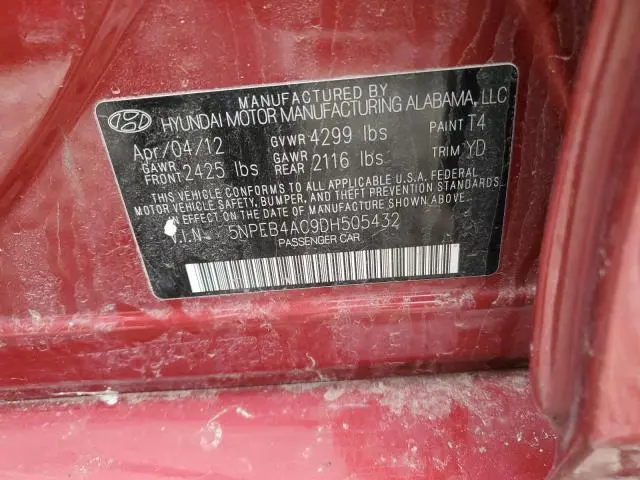 MANUFACTURED BY
HYUNDAI MOTOR MANUFACTURING ALABAMA, LLC
Apr/04/12 GVWR 4299 lbs PAINT T4
GAWR FRONT 2425 lbs GAWR REAR 2116 lbs TRIM YD
THIS VEHICLE CONFORMS TO ALL APPLICABLE U.S.A. FEDERAL
MOTOR VEHICLE SAFETY, BUMPER, AND THEFT PREVENTION STANDARDS
IN EFFECT ON THE DATE OF MANUFACTURE SHOWN ABOVE.
V.I.N 5NPEB4AC9DH505432
PASSENGER CAR